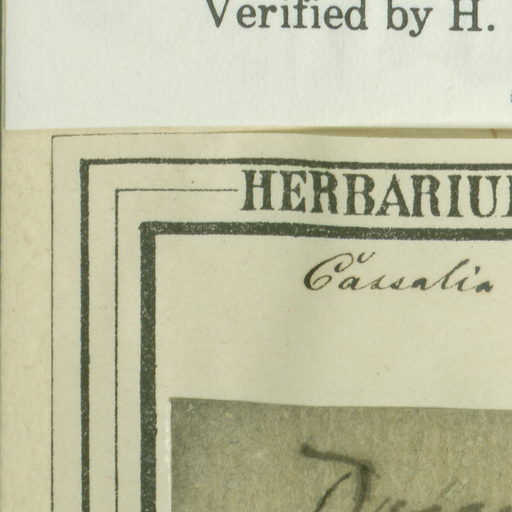 Verified by H.
HERBARIU
Cassalia